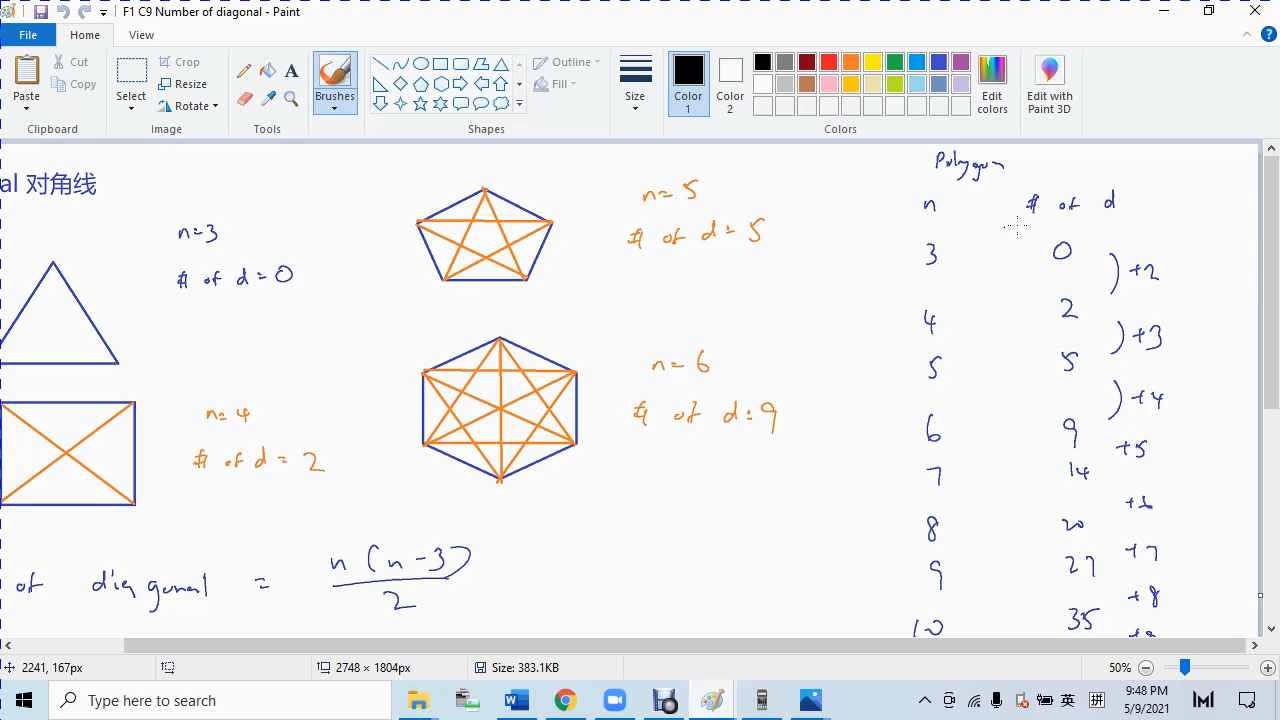 F1 C9 Number of diagonal - Paint
File Home View
Paste Cut Copy Clipboard
Select Crop Resize Rotate Image
Tools
Brushes
Shapes Outline Fill
Size
Color 1 Color 2 Colors
Edit colors
Edit with Paint 3D
al 对角线
n=3
# of d = 0
n=4
# of d = 2
n= 5
# of d = 5
n= 6
# of d = 9
Polygon
n # of d
3 0
) +2
4 2
) +3
5 5
) +4
6 9
+5
7 14
+6
8 20
+7
9 27
+8
10 35
of diagonal = n(n-3)
2
2241, 167px 2748 × 1804px Size: 383.1KB 50%
Type here to search
英 拼 9:48 PM
5/9/2021